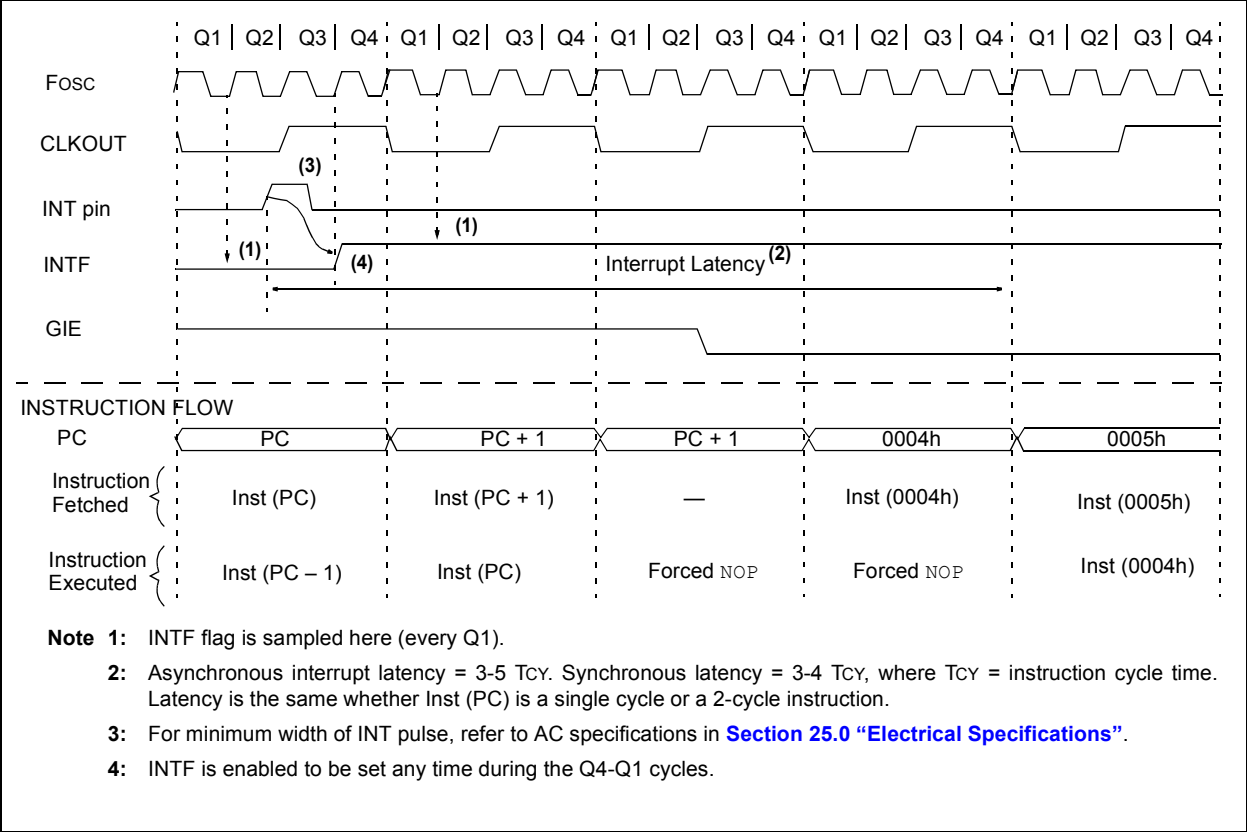 Q1 Q2 Q3 Q4 Q1 Q2 Q3 Q4 Q1 Q2 Q3 Q4 Q1 Q2 Q3 Q4 Q1 Q2 Q3 Q4
FOSC
CLKOUT
(3)
INT pin
(1)
(1)
INTF
(4)
Interrupt Latency (2)
GIE
INSTRUCTION FLOW
PC PC PC + 1 PC + 1 0004h 0005h
Instruction Fetched Inst (PC) Inst (PC + 1) — Inst (0004h) Inst (0005h)
Instruction Executed Inst (PC – 1) Inst (PC) Forced NOP Forced NOP Inst (0004h)
Note 1: INTF flag is sampled here (every Q1).
2: Asynchronous interrupt latency = 3-5 TCY. Synchronous latency = 3-4 TCY, where TCY = instruction cycle time.
Latency is the same whether Inst (PC) is a single cycle or a 2-cycle instruction.
3: For minimum width of INT pulse, refer to AC specifications in Section 25.0 “Electrical Specifications”.
4: INTF is enabled to be set any time during the Q4-Q1 cycles.